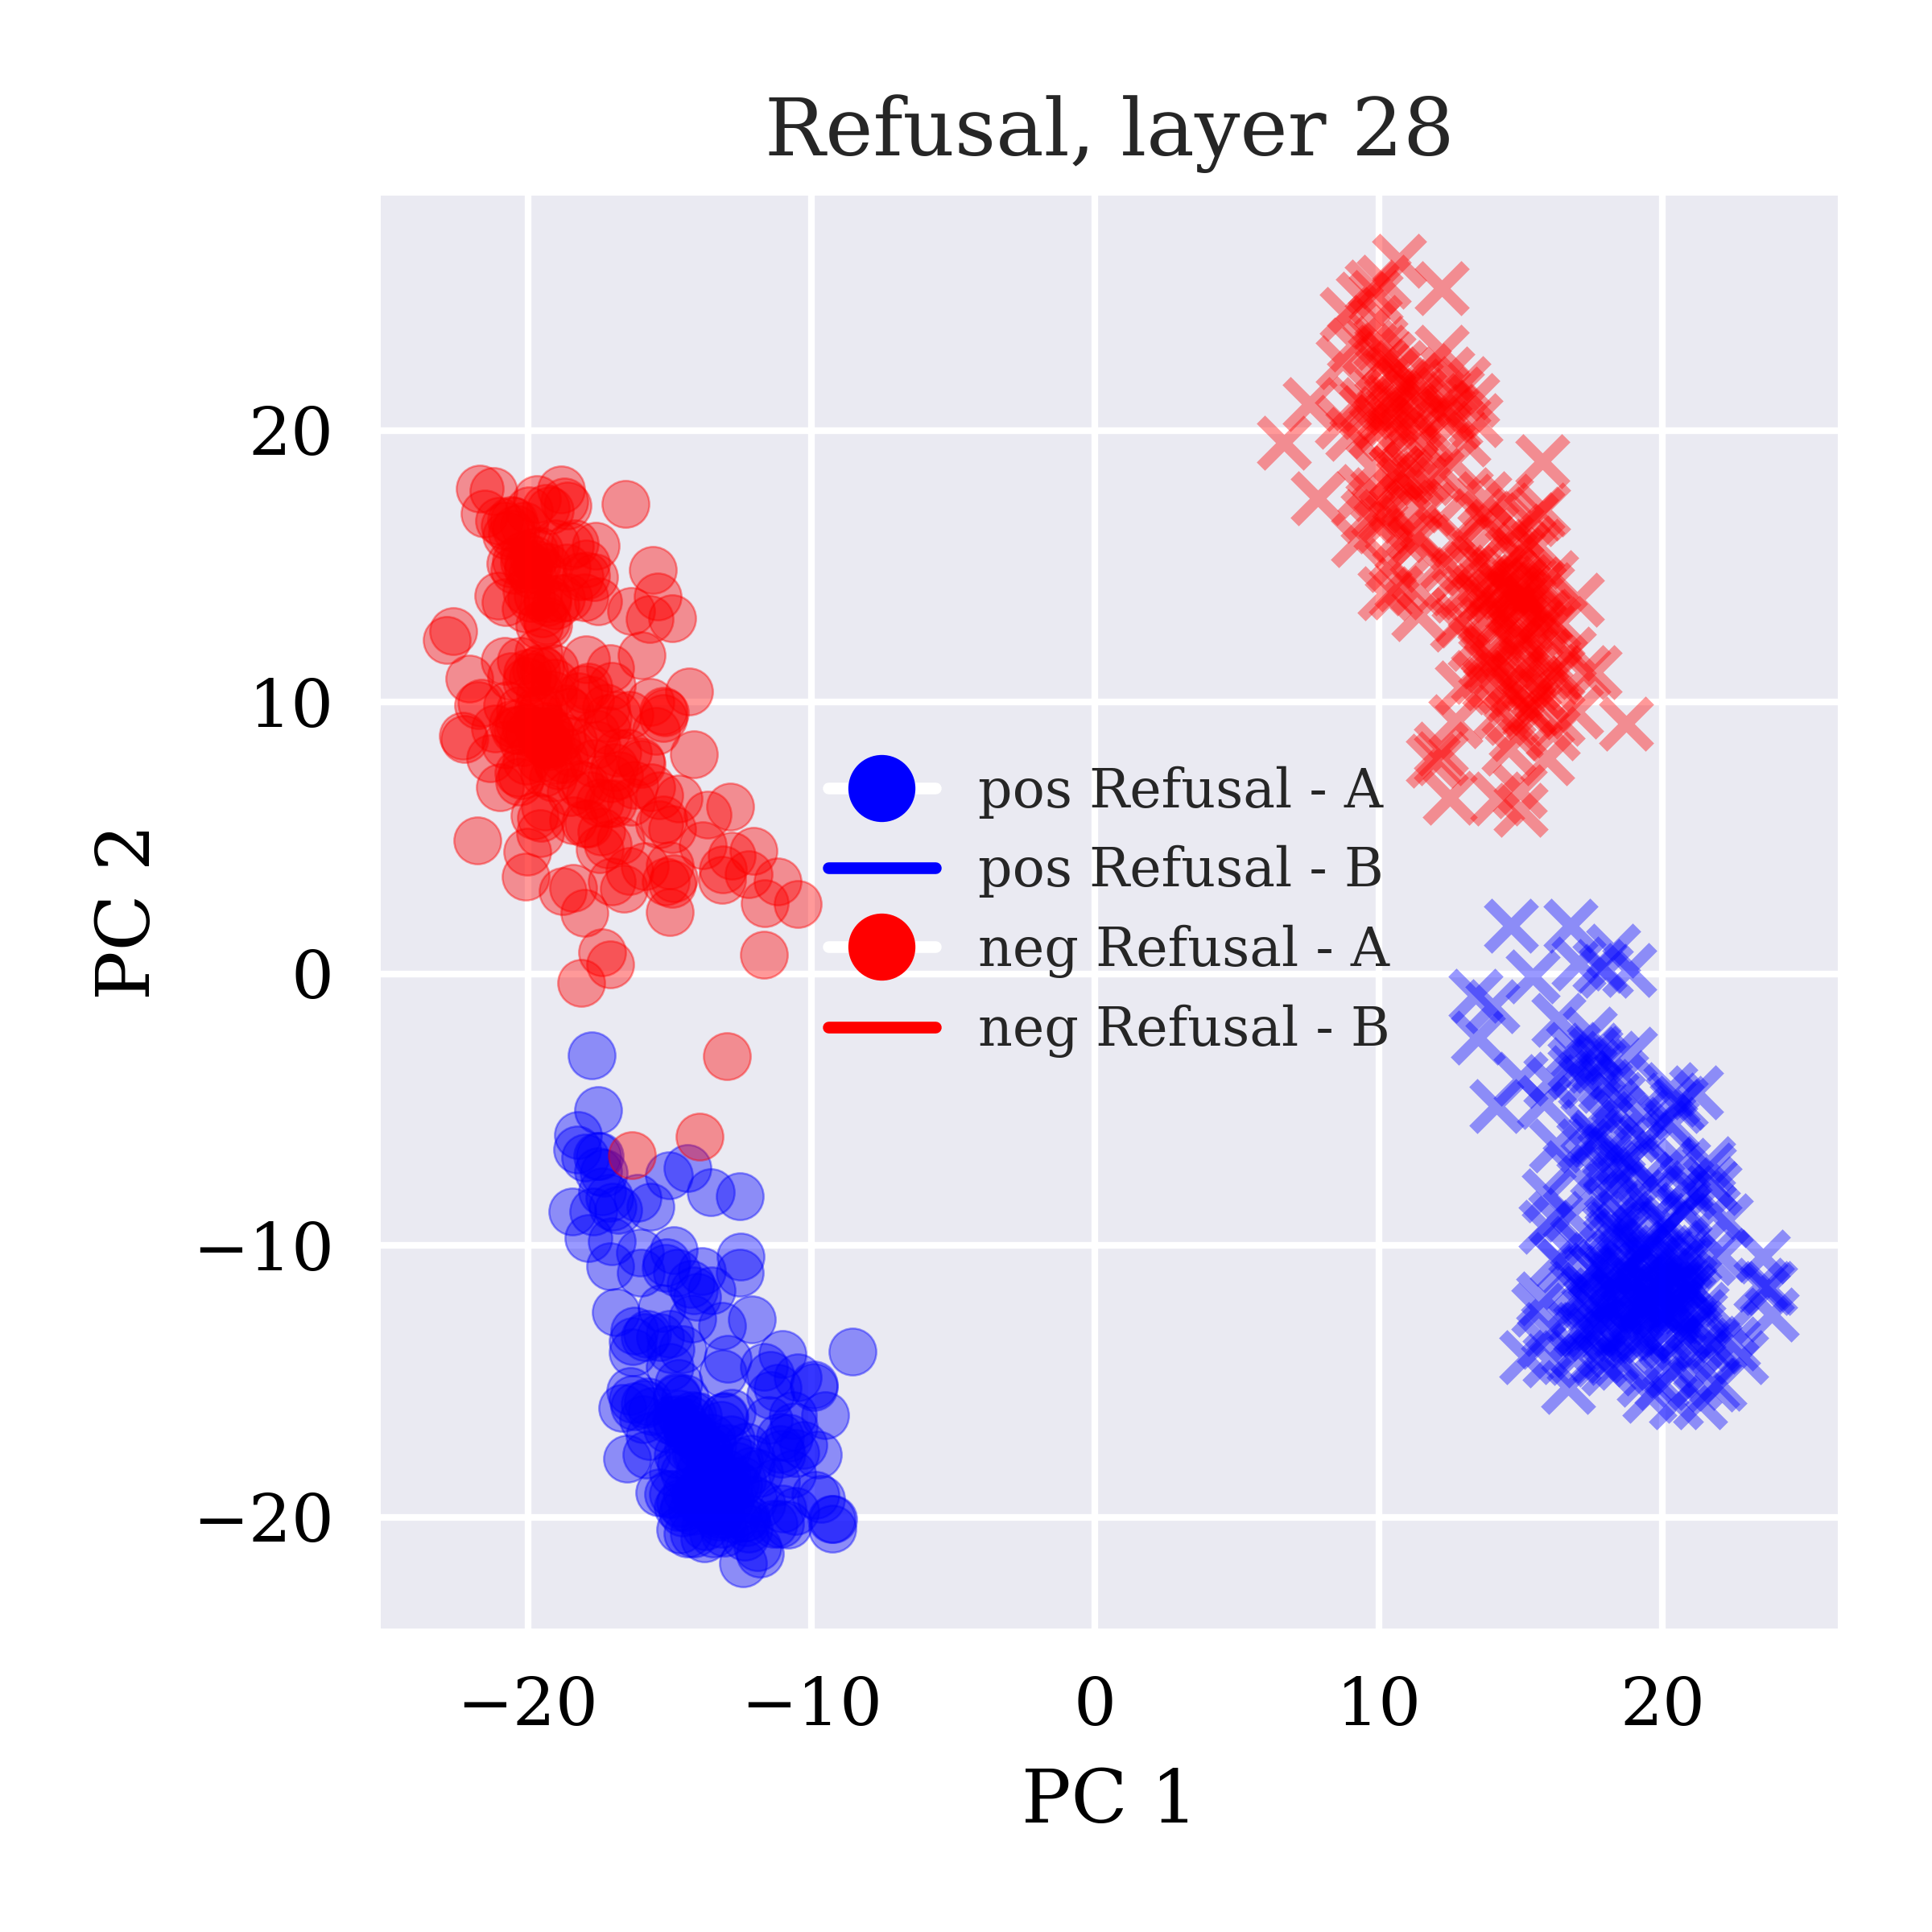 Refusal, layer 28
PC 2
20
10
0
−10
−20
pos Refusal - A
pos Refusal - B
neg Refusal - A
neg Refusal - B
−20 −10 0 10 20
PC 1